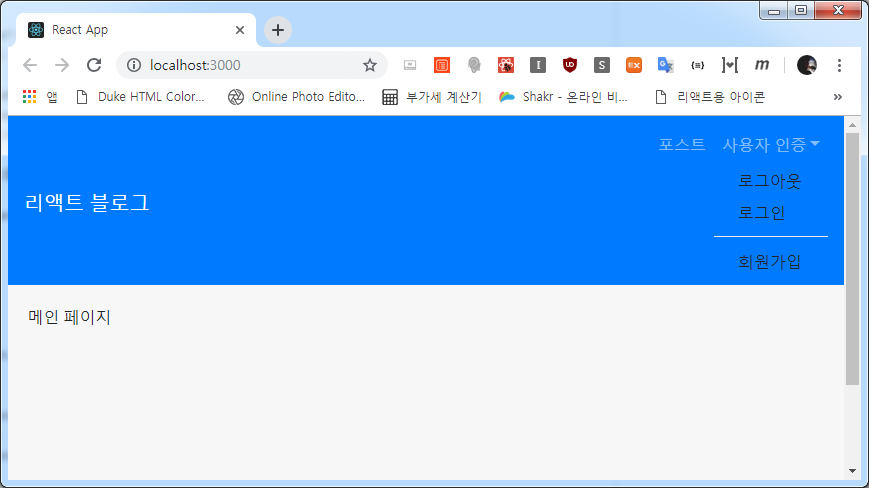 React App
localhost:3000
앱 Duke HTML Color... Online Photo Edito... 부가세 계산기 Shakr - 온라인 비... 리액트용 아이콘 »
포스트 사용자 인증
로그아웃
리액트 블로그
로그인
회원가입
메인 페이지